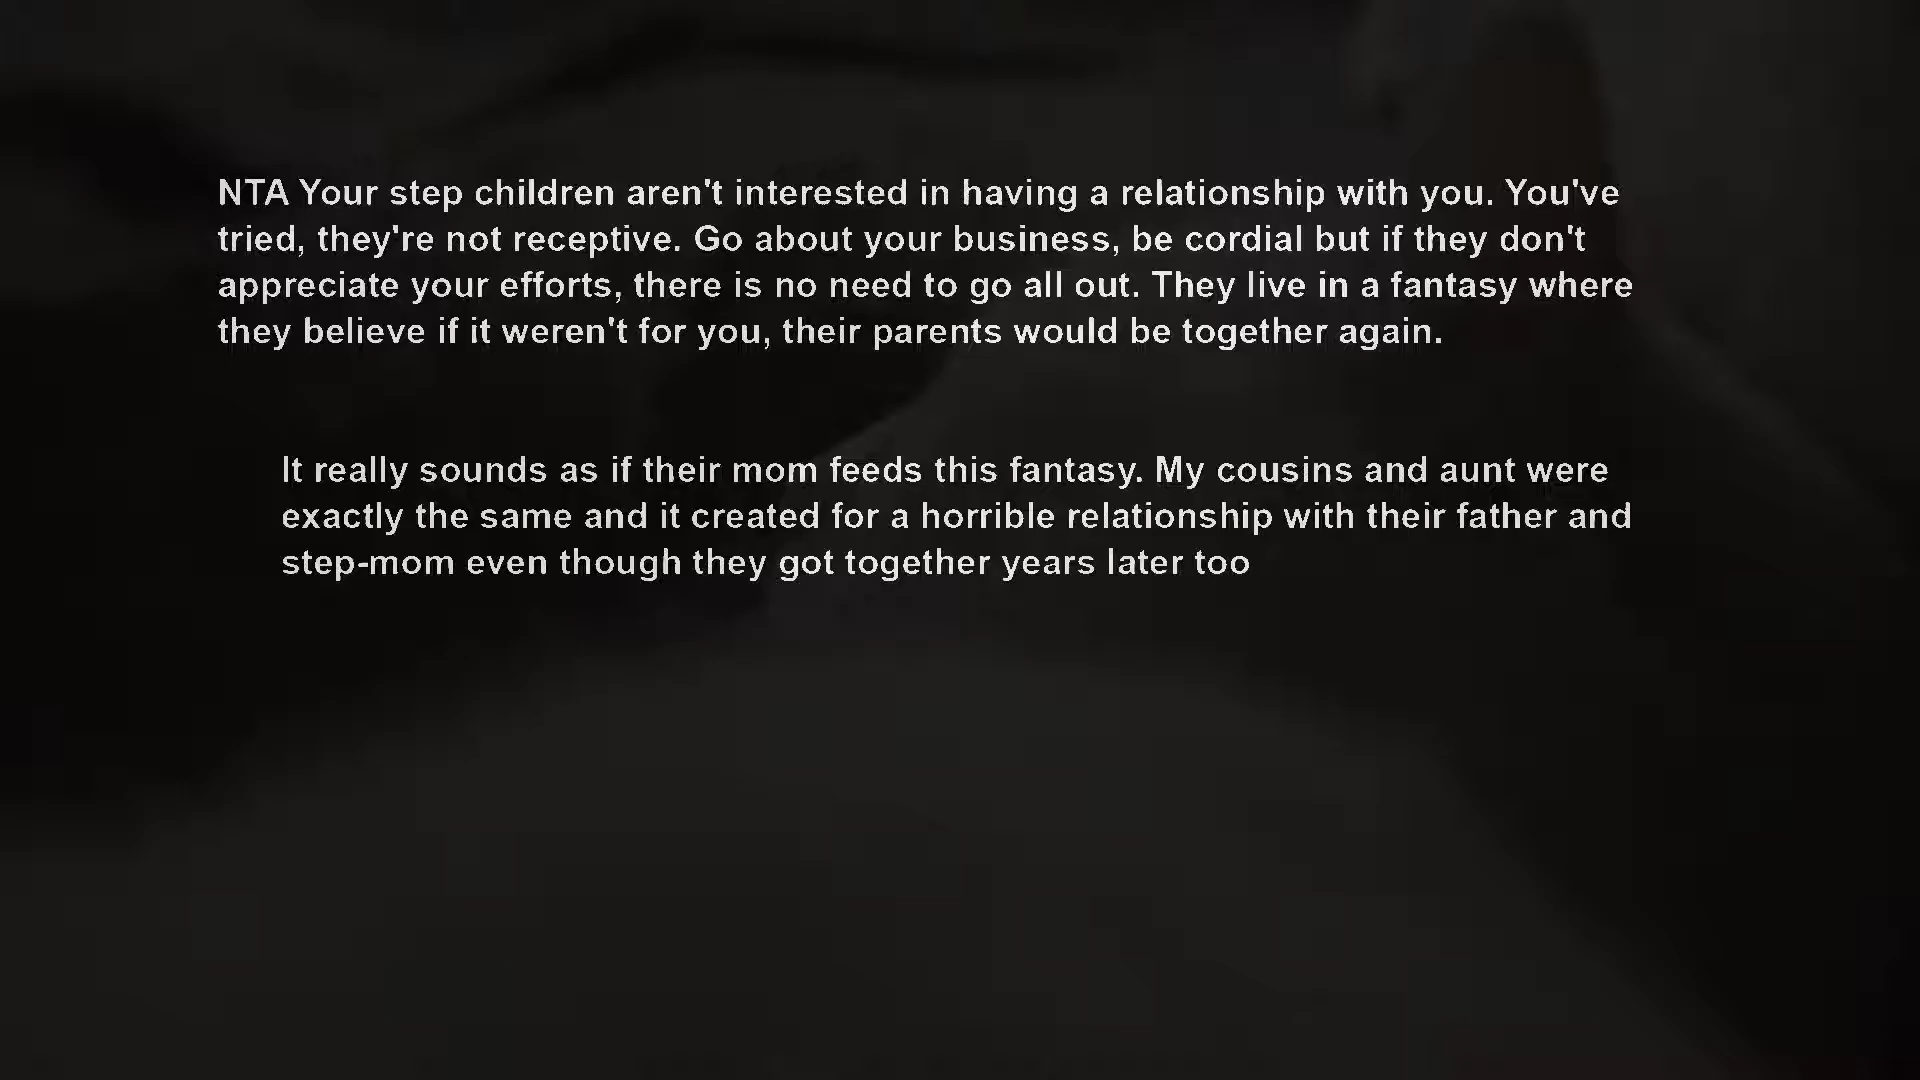 NTA Your step children aren't interested in having a relationship with you. You've
tried, they're not receptive. Go about your business, be cordial but if they don't
appreciate your efforts, there is no need to go all out. They live in a fantasy where
they believe if it weren't for you, their parents would be together again.
It really sounds as if their mom feeds this fantasy. My cousins and aunt were
exactly the same and it created for a horrible relationship with their father and
step-mom even though they got together years later too